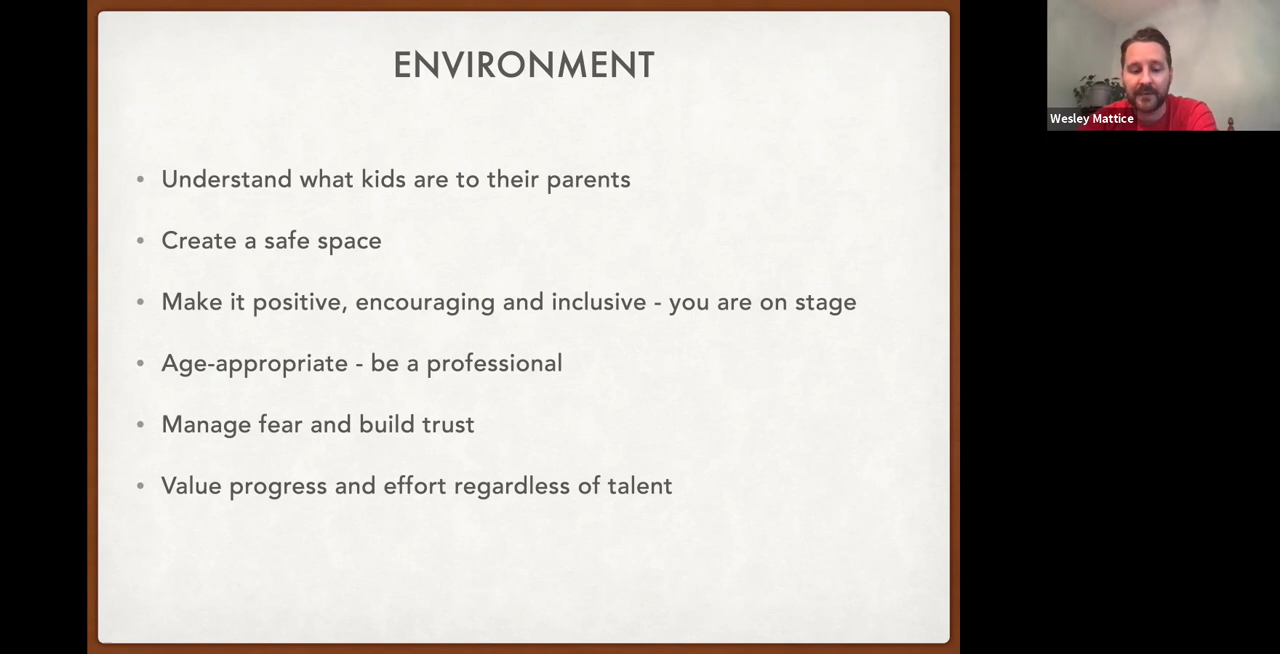 ENVIRONMENT
• Understand what kids are to their parents
• Create a safe space
• Make it positive, encouraging and inclusive - you are on stage
• Age-appropriate - be a professional
• Manage fear and build trust
• Value progress and effort regardless of talent
Wesley Mattice